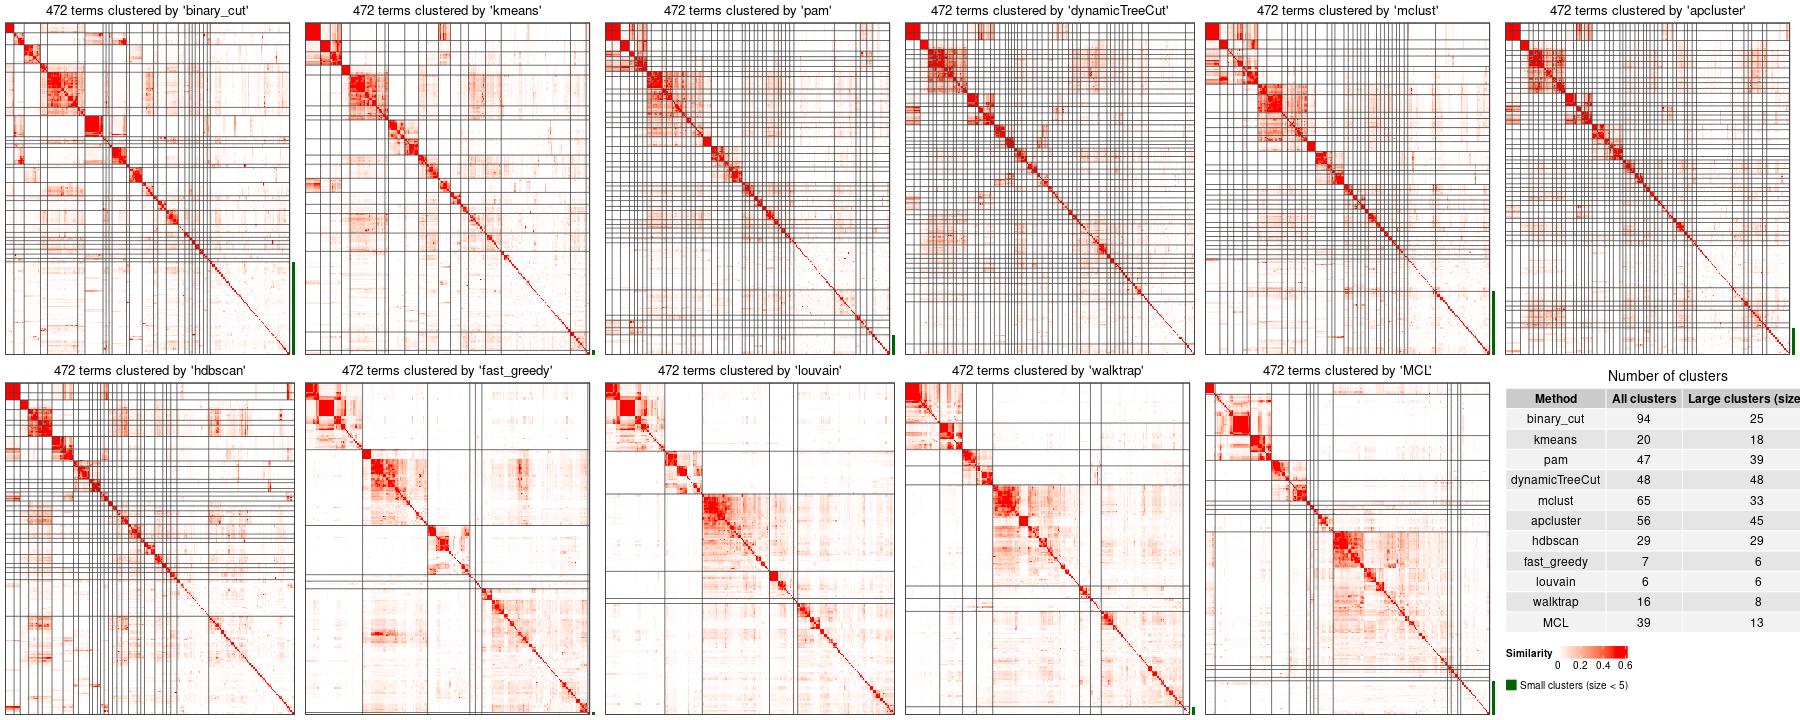 472 terms clustered by 'binary_cut'
472 terms clustered by 'kmeans'
472 terms clustered by 'pam'
472 terms clustered by 'dynamicTreeCut'
472 terms clustered by 'mclust'
472 terms clustered by 'apcluster'
472 terms clustered by 'hdbscan'
472 terms clustered by 'fast_greedy'
472 terms clustered by 'louvain'
472 terms clustered by 'walktrap'
472 terms clustered by 'MCL'
Number of clusters
Method All clusters Large clusters (size
binary_cut 94 25
kmeans 20 18
pam 47 39
dynamicTreeCut 48 48
mclust 65 33
apcluster 56 45
hdbscan 29 29
fast_greedy 7 6
louvain 6 6
walktrap 16 8
MCL 39 13
Similarity
0 0.2 0.4 0.6
Small clusters (size < 5)